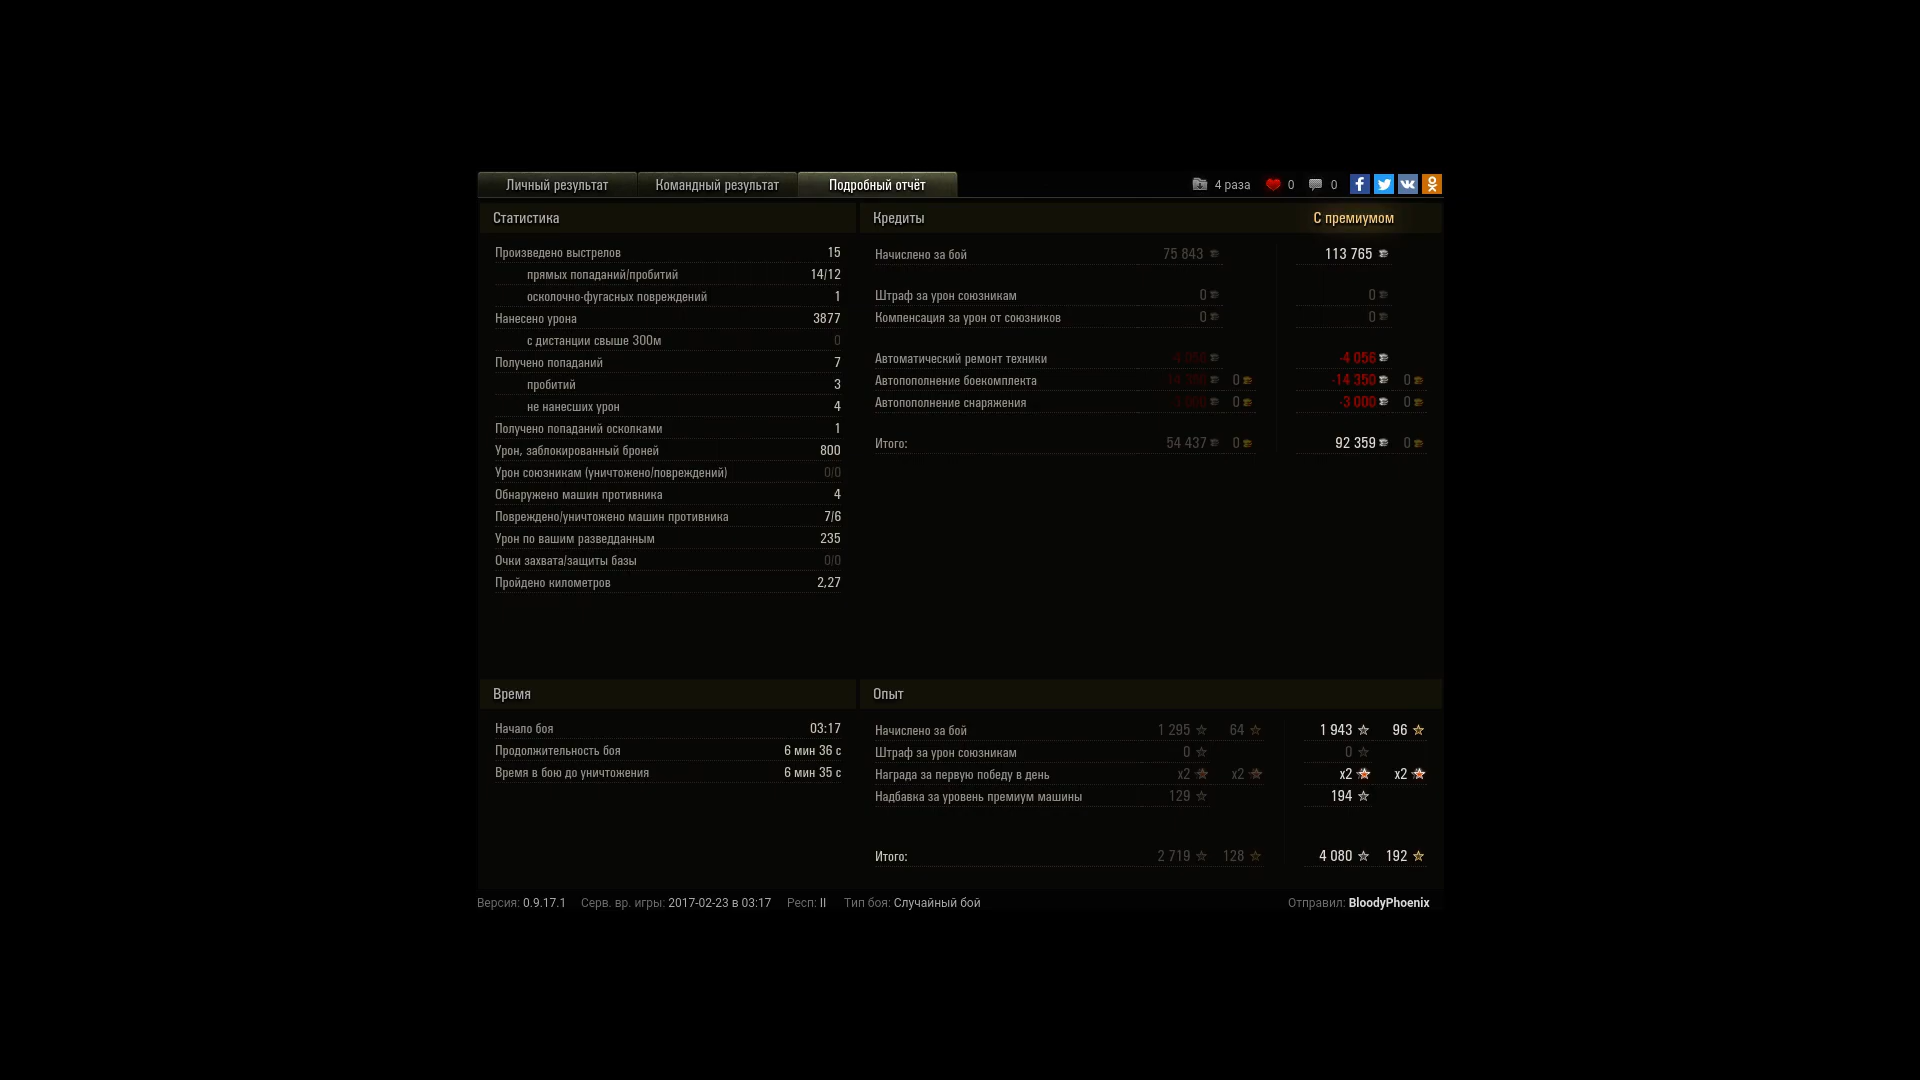 Личный результат Командный результат Подробный отчёт 4 раза 0 0
Статистика
Произведено выстрелов 15
прямых попаданий/пробитий 14/12
осколочно-фугасных повреждений 1
Нанесено урона 3877
с дистанции свыше 300м 0
Получено попаданий 7
пробитий 3
не нанесших урон 4
Получено попаданий осколками 1
Урон, заблокированный броней 800
Урон союзникам (уничтожено/повреждений) 0/0
Обнаружено машин противника 4
Повреждено/уничтожено машин противника 7/6
Урон по вашим разведданным 235
Очки захвата/защиты базы 0/0
Пройдено километров 2,27
Кредиты С премиумом
Начислено за бой 75 843 113 765
Штраф за урон союзникам 0 0
Компенсация за урон от союзников 0 0
Автоматический ремонт техники -4 056 -4 056
Автопополнение боекомплекта -14 350 0 -14 350 0
Автопополнение снаряжения -3 000 0 -3 000 0
Итого: 54 437 0 92 359 0
Время
Начало боя 03:17
Продолжительность боя 6 мин 36 с
Время в бою до уничтожения 6 мин 35 с
Опыт
Начислено за бой 1 295 64 1 943 96
Штраф за урон союзникам 0 0
Награда за первую победу в день x2 x2 x2 x2
Надбавка за уровень премиум машины 129 194
Итого: 2 719 128 4 080 192
Версия: 0.9.17.1 Серв. вр. игры: 2017-02-23 в 03:17 Респ: II Тип боя: Случайный бой Отправил: BloodyPhoenix